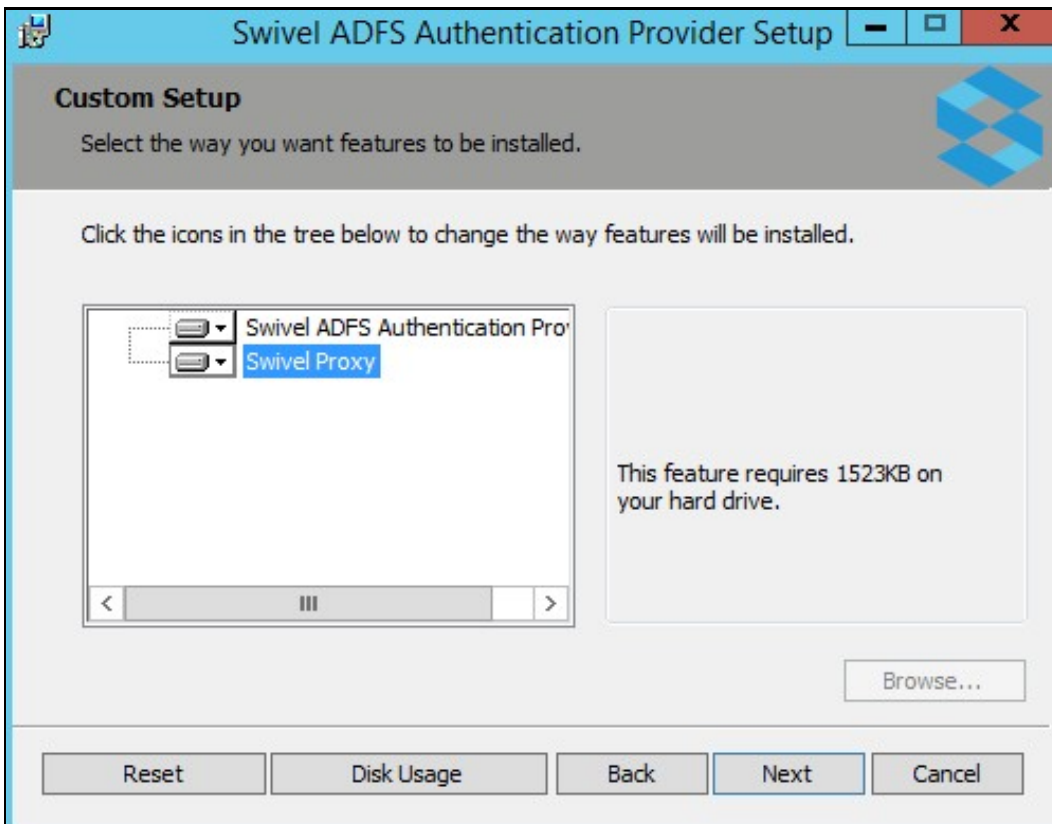 Swivel ADFS Authentication Provider Setup
Custom Setup
Select the way you want features to be installed.
Click the icons in the tree below to change the way features will be installed.
Swivel ADFS Authentication Pro
Swivel Proxy
This feature requires 1523KB on
your hard drive.
Browse...
Reset
Disk Usage
Back
Next
Cancel